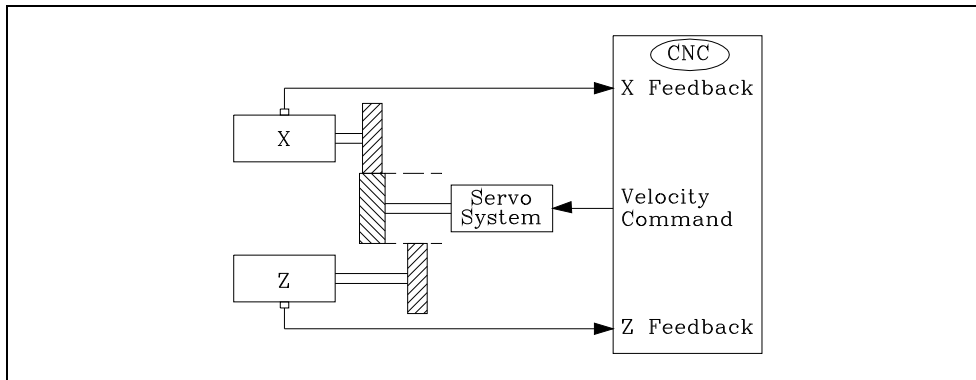 CNC
X Feedback
X
Servo
System
Velocity
Command
Z
Z Feedback